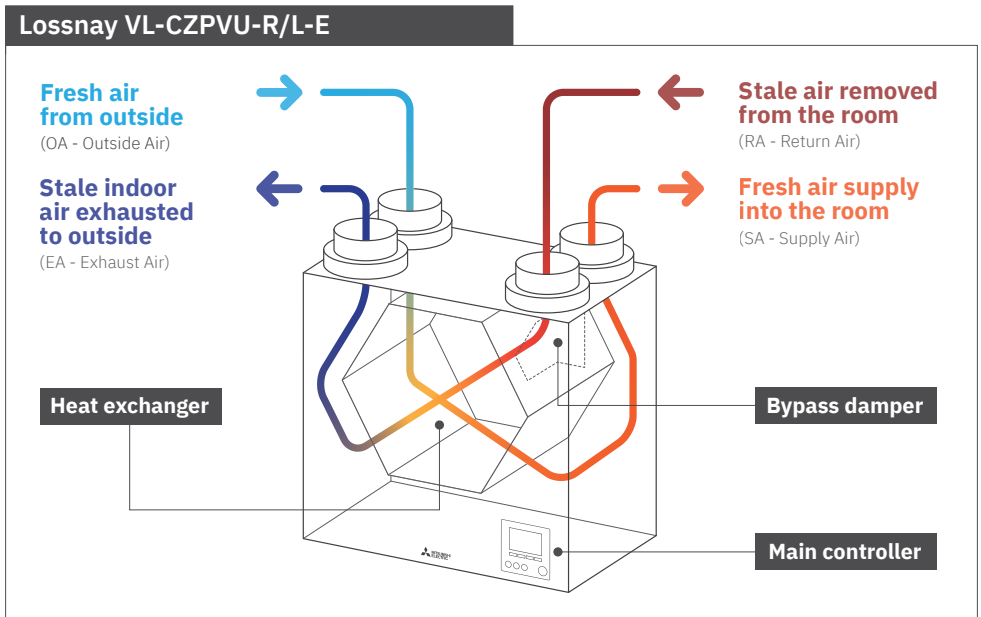 Lossnay VL-CZPVU-R/L-E
Fresh air
from outside
(OA - Outside Air)
Stale indoor
air exhausted
to outside
(EA - Exhaust Air)
Stale air removed
from the room
(RA - Return Air)
Fresh air supply
into the room
(SA - Supply Air)
Heat exchanger
Bypass damper
Main controller
MITSUBISHI
ELECTRIC